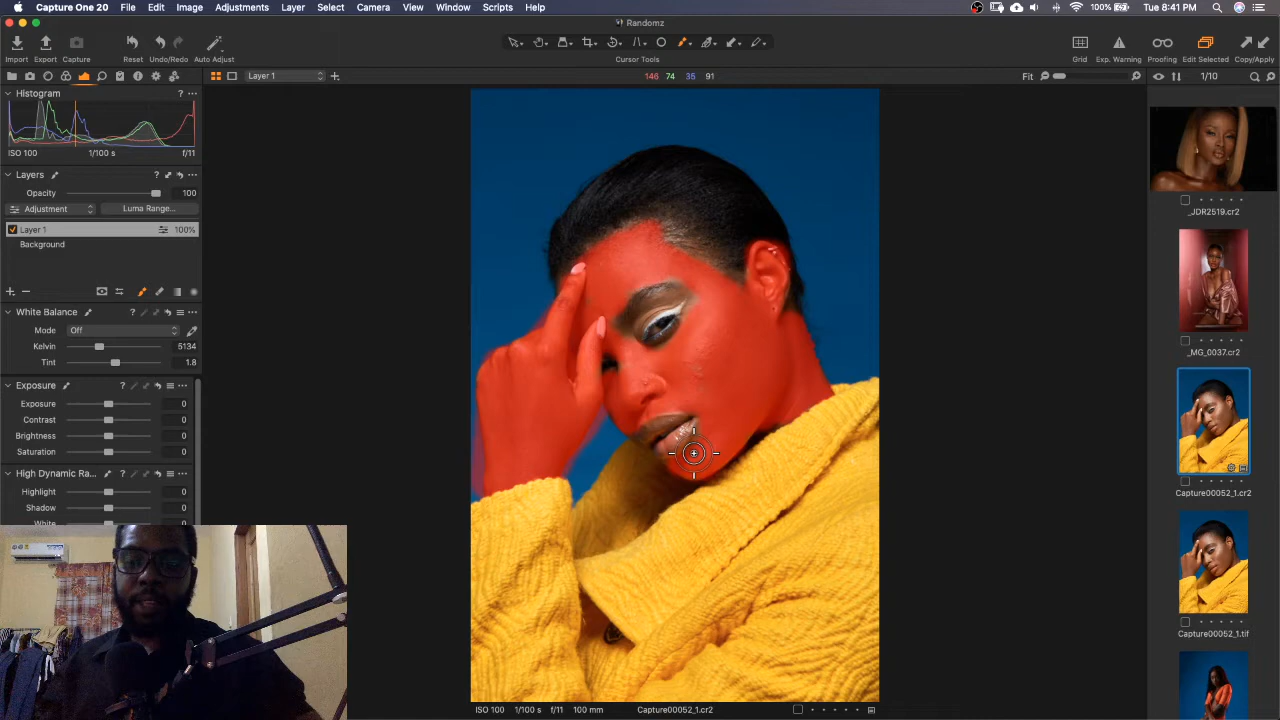 Capture One 20 File Edit Image Adjustments Layer Select Camera View Window Scripts Help 100% Tue 8:41 PM
Randomz
Import Export Capture Reset Undo/Redo Auto Adjust Cursor Tools Grid Exp. Warning Proofing Edit Selected Copy/Apply
Layer 1 146 74 35 91 Fit 1/10
Histogram ? ...
ISO 100 1/100 s f/11
Layers ? ...
Opacity 100
Adjustment Luma Range...
Layer 1 100%
Background
White Balance ? ...
Mode Off
Kelvin 5134
Tint 1.8
Exposure ? ...
Exposure 0
Contrast 0
Brightness 0
Saturation 0
High Dynamic Ra... ? ...
Highlight 0
Shadow 0
White
_JDR2519.cr2
_MG_0037.cr2
Capture00052_1.cr2
Capture00052_1.tif
ISO 100 1/100 s f/11 100 mm Capture00052_1.cr2